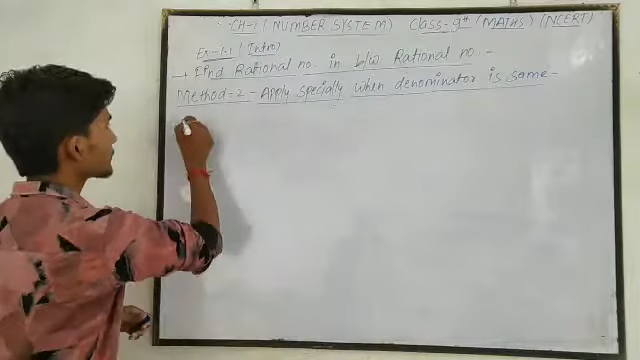 CH-1 (NUMBER SYSTEM) Class-9th (MATHS) (NCERT)
Ex-1.1 (Intro)
→ Find Rational no. in b/w Rational no. -
Method-2 - Apply specially when denominator is same-